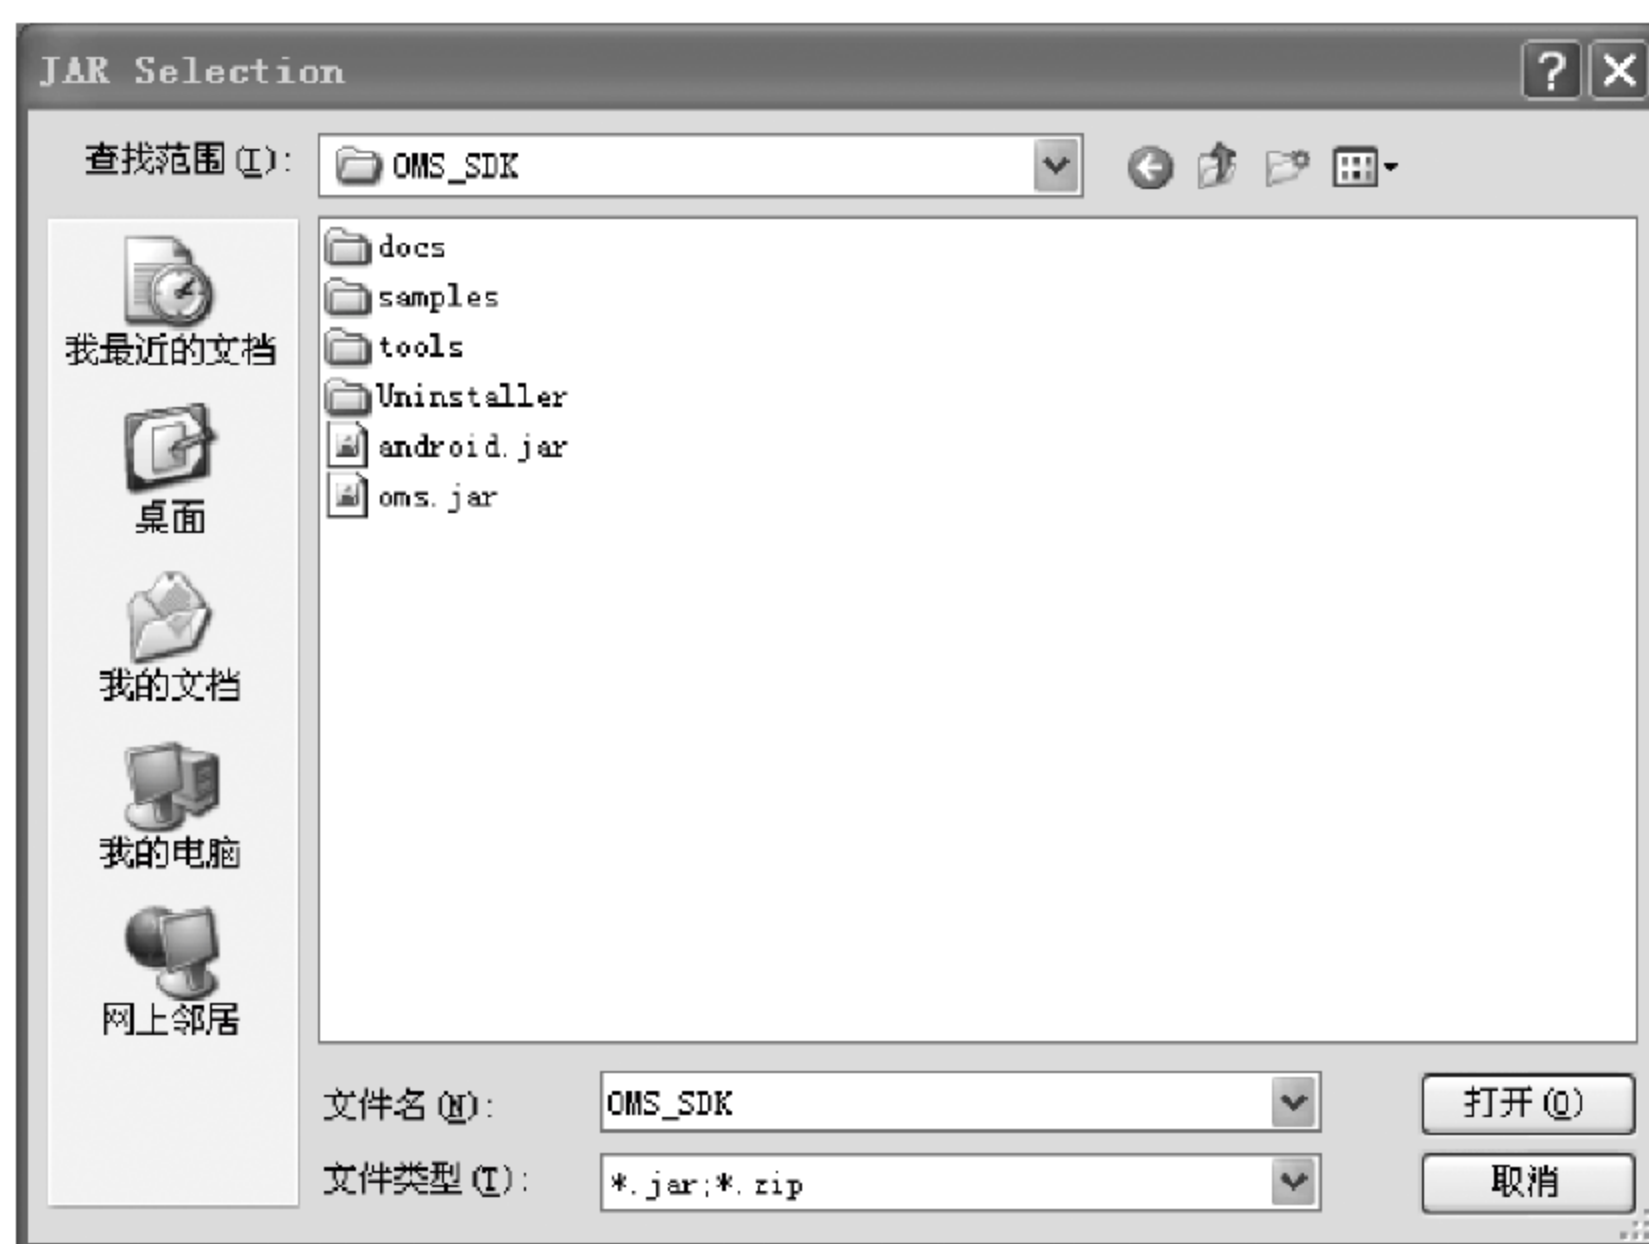 JAR Selection
查找范围(I):
OMS_SDK
docs
samples
tools
Uninstaller
android.jar
oms.jar
我最近的文档
桌面
我的文档
我的电脑
网上邻居
文件名(N):
OMS_SDK
打开(O)
文件类型(T):
*.jar;*.zip
取消